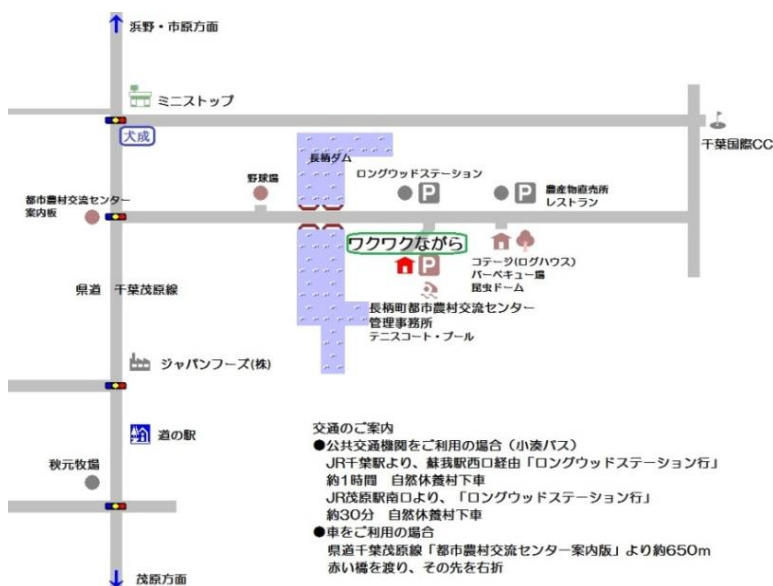 浜野・市原方面
ミニストップ
犬成
千葉国際CC
長柄ダム
野球場
ロングウッドステーション
P
P
農産物直売所
レストラン
都市農村交流センター
案内板
ワクワクながら
P
コテージ(ログハウス)
バーベキュー場
昆虫ドーム
県道 千葉茂原線
長柄町都市農村交流センター
管理事務所
テニスコート・プール
ジャパンフーズ(株)
道の駅
秋元牧場
茂原方面
交通のご案内
●公共交通機関をご利用の場合（小湊バス）
JR千葉駅より、蘇我駅西口経由「ロングウッドステーション行」
約1時間 自然休養村下車
JR茂原駅南口より、「ロングウッドステーション行」
約30分 自然休養村下車
●車をご利用の場合
県道千葉茂原線「都市農村交流センター案内版」より約650m
赤い橋を渡り、その先を右折